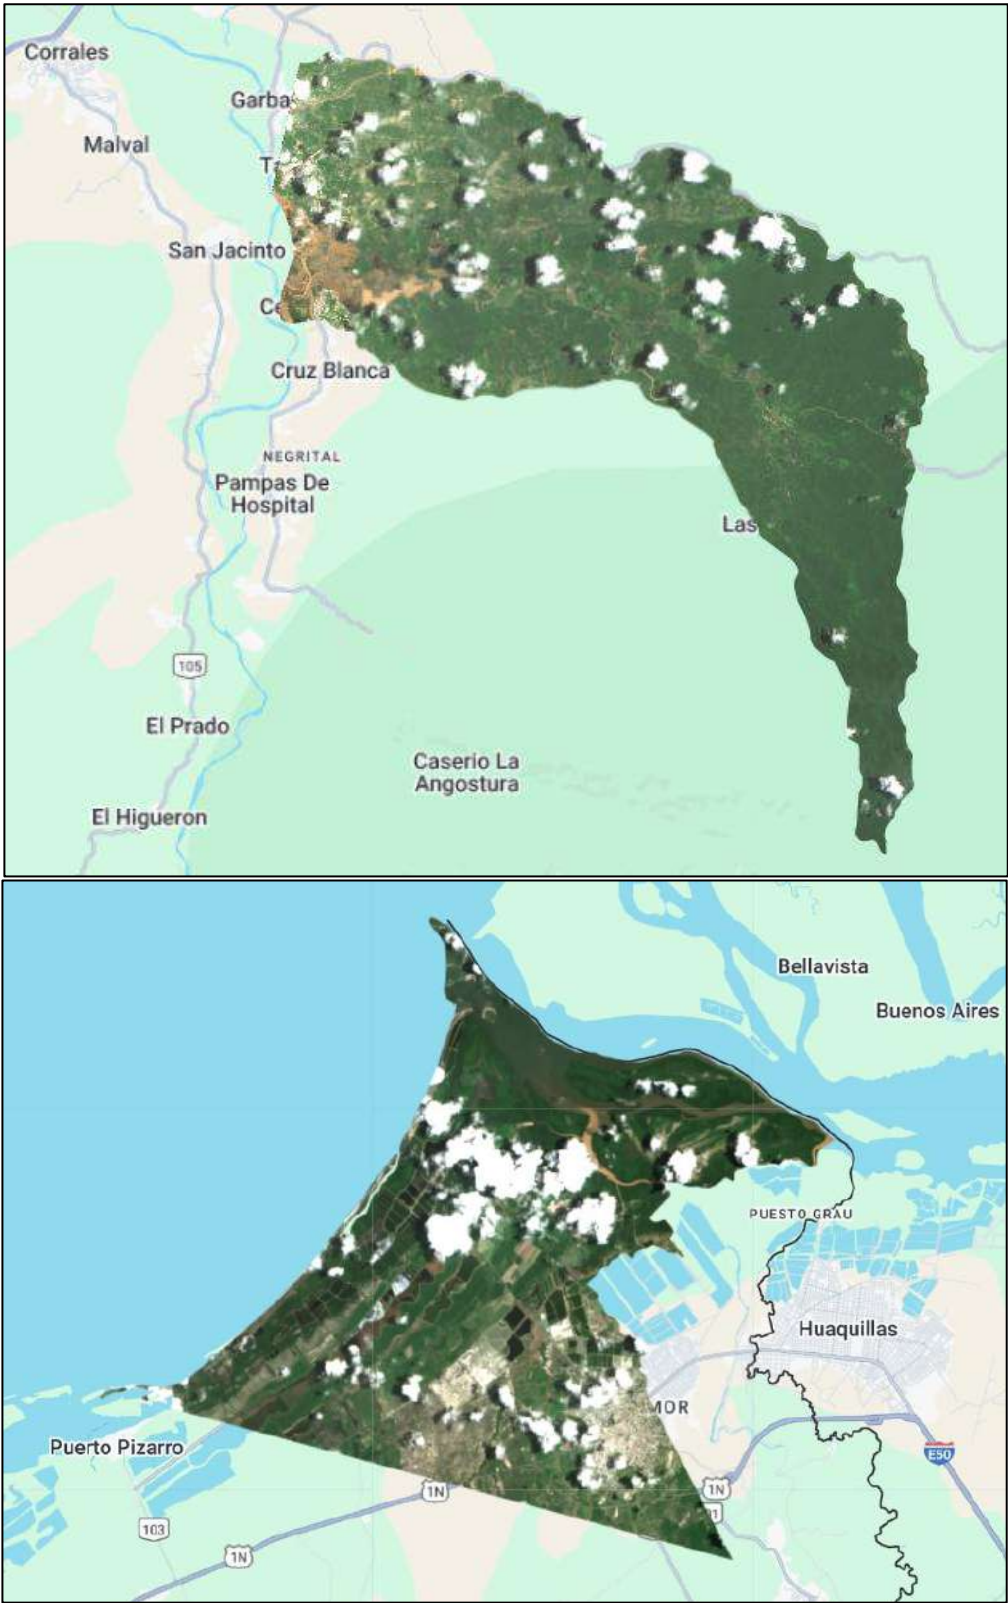 Corrales
Garba
Malval
T
San Jacinto
Ce
Cruz Blanca
NEGRITAL
Pampas De
Hospital
Las
105
El Prado
Caserio La
Angostura
El Higueron
Bellavista
Buenos Aires
PUESTO GRAU
Huaquillas
MOR
Puerto Pizarro
E50
1N
1N
103
1N